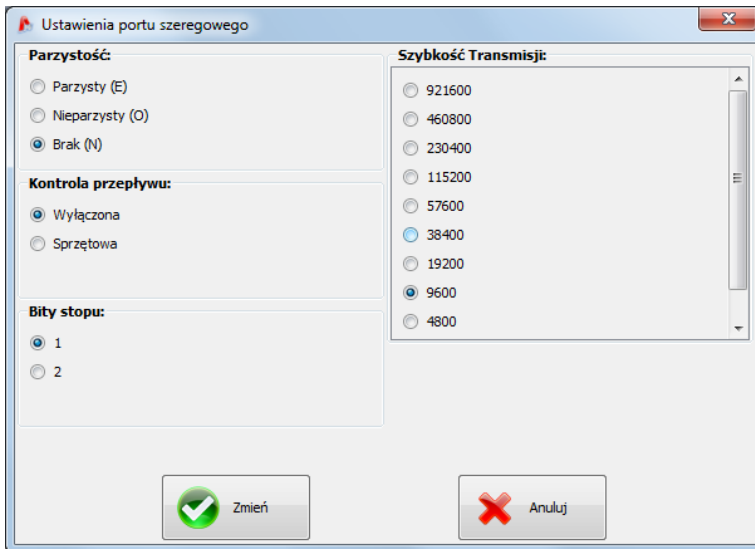 Ustawienia portu szeregowego
Parzystość:
Parzysty (E)
Nieparzysty (O)
Brak (N)
Kontrola przepływu:
Wyłączona
Sprzętowa
Bity stopu:
1
2
Szybkość Transmisji:
921600
460800
230400
115200
57600
38400
19200
9600
4800
Zmień
Anuluj